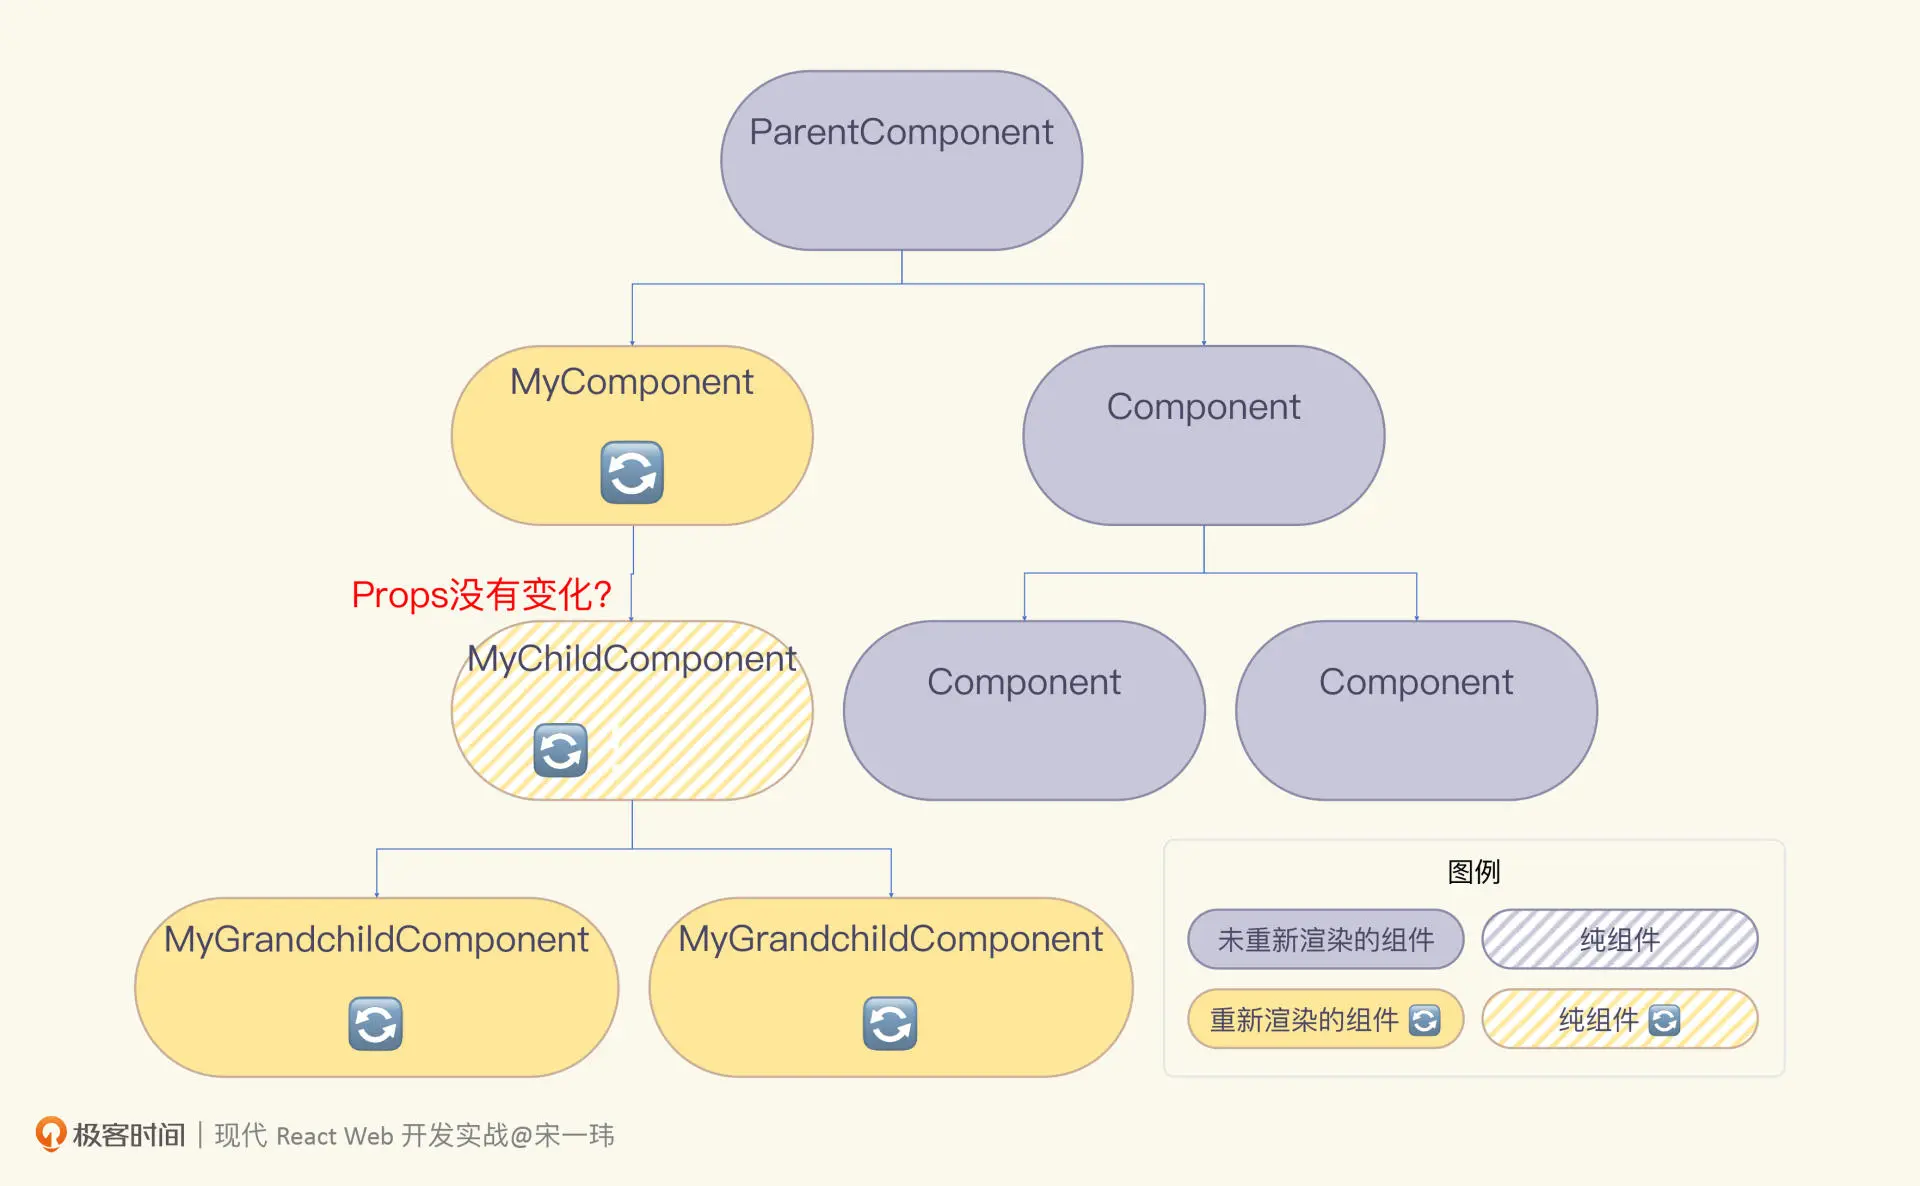 ParentComponent
MyComponent
Component
Props没有变化?
MyChildComponent
Component
Component
MyGrandchildComponent
MyGrandchildComponent
图例
未重新渲染的组件
纯组件
重新渲染的组件
纯组件
极客时间 | 现代 React Web 开发实战@宋一玮